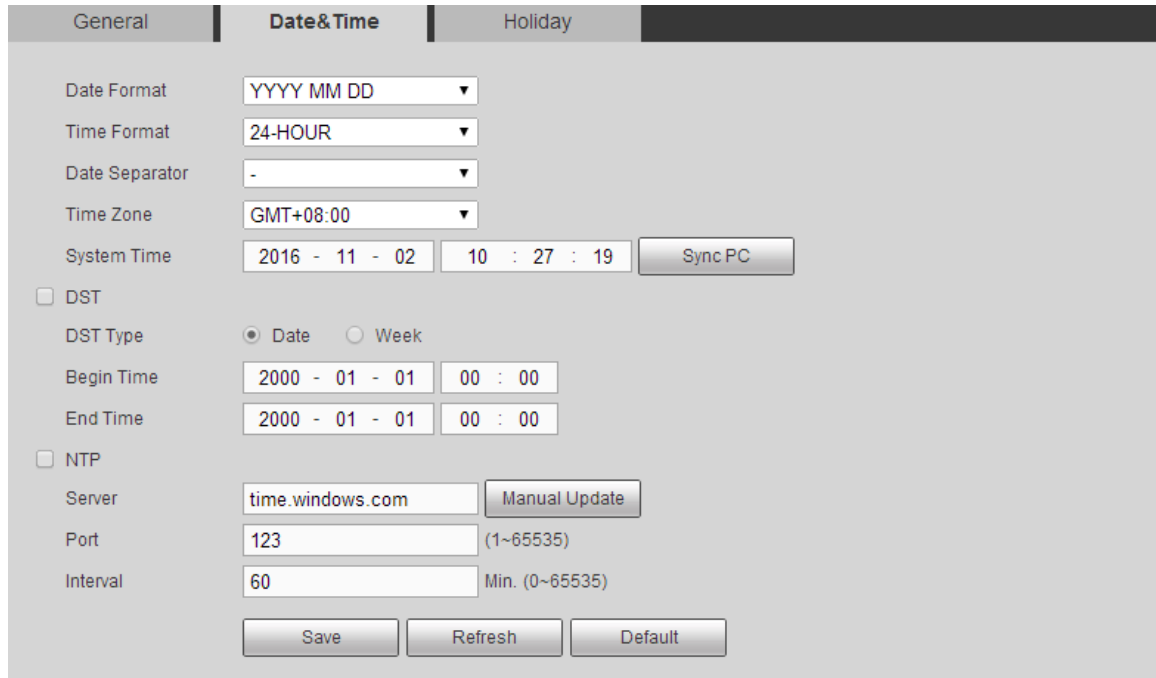 General Date&Time Holiday
Date Format YYYY MM DD
Time Format 24-HOUR
Date Separator -
Time Zone GMT+08:00
System Time 2016 - 11 - 02 10 : 27 : 19 Sync PC
DST
DST Type Date Week
Begin Time 2000 - 01 - 01 00 : 00
End Time 2000 - 01 - 01 00 : 00
NTP
Server time.windows.com Manual Update
Port 123 (1~65535)
Interval 60 Min. (0~65535)
Save Refresh Default